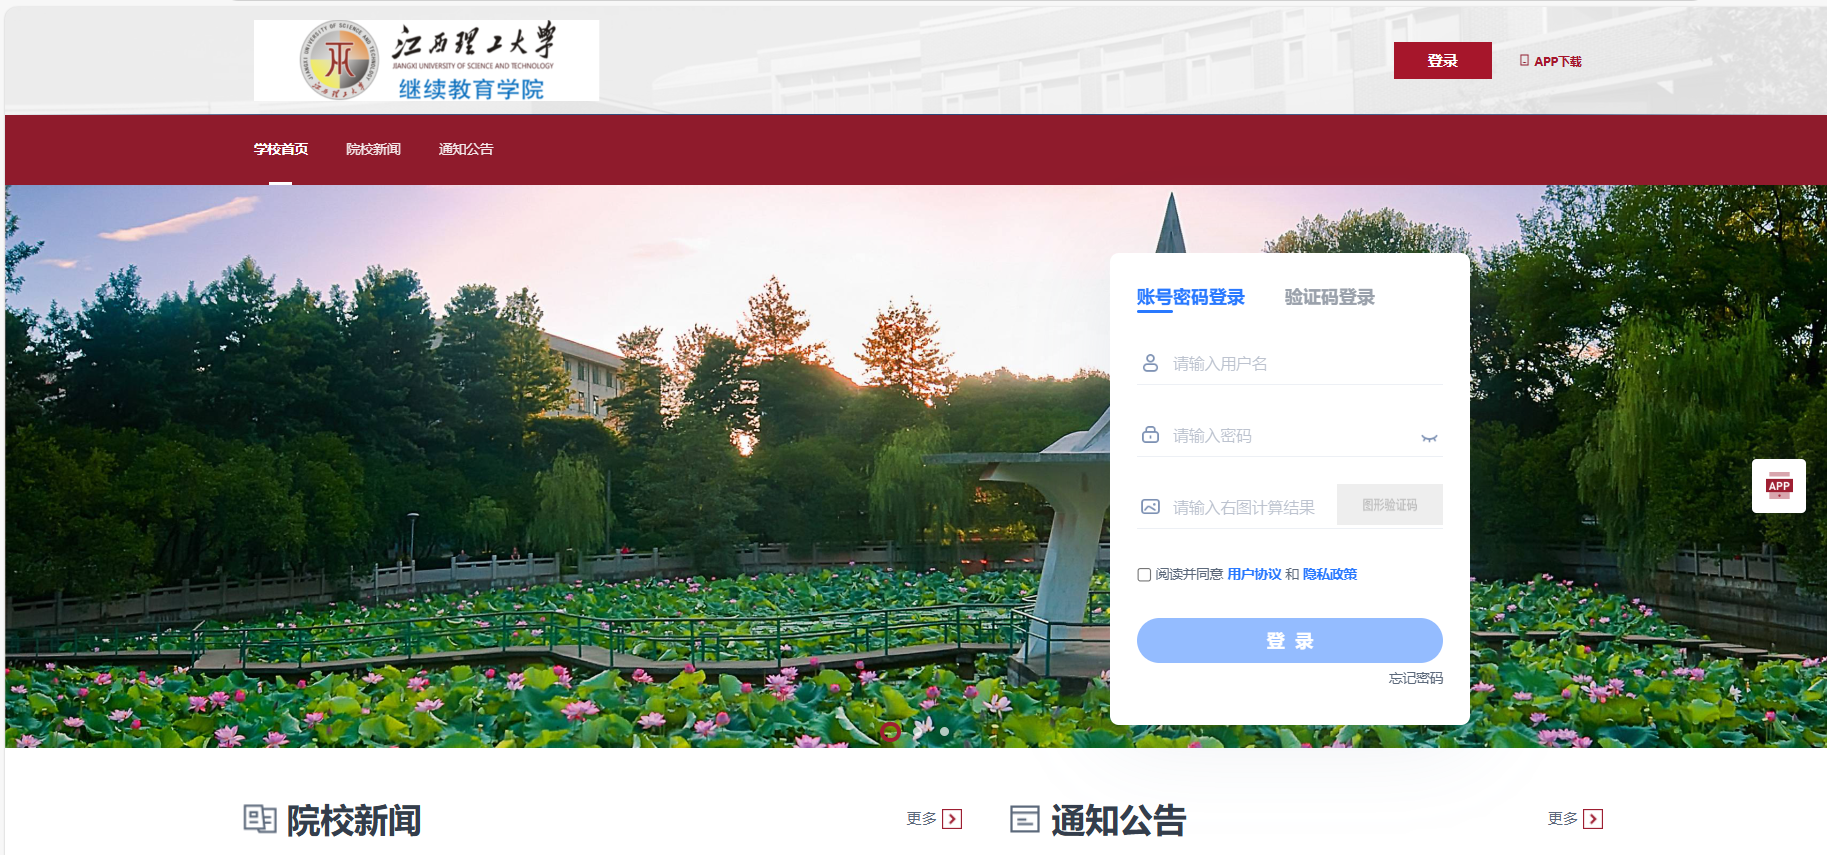 江西理工大学
JIANGXI UNIVERSITY OF SCIENCE AND TECHNOLOGY
继续教育学院
登录
APP下载
学校首页
院校新闻
通知公告
账号密码登录
验证码登录
请输入用户名
请输入密码
请输入右图计算结果
图形验证码
阅读并同意 用户协议 和 隐私政策
登 录
忘记密码
APP
院校新闻
更多
通知公告
更多